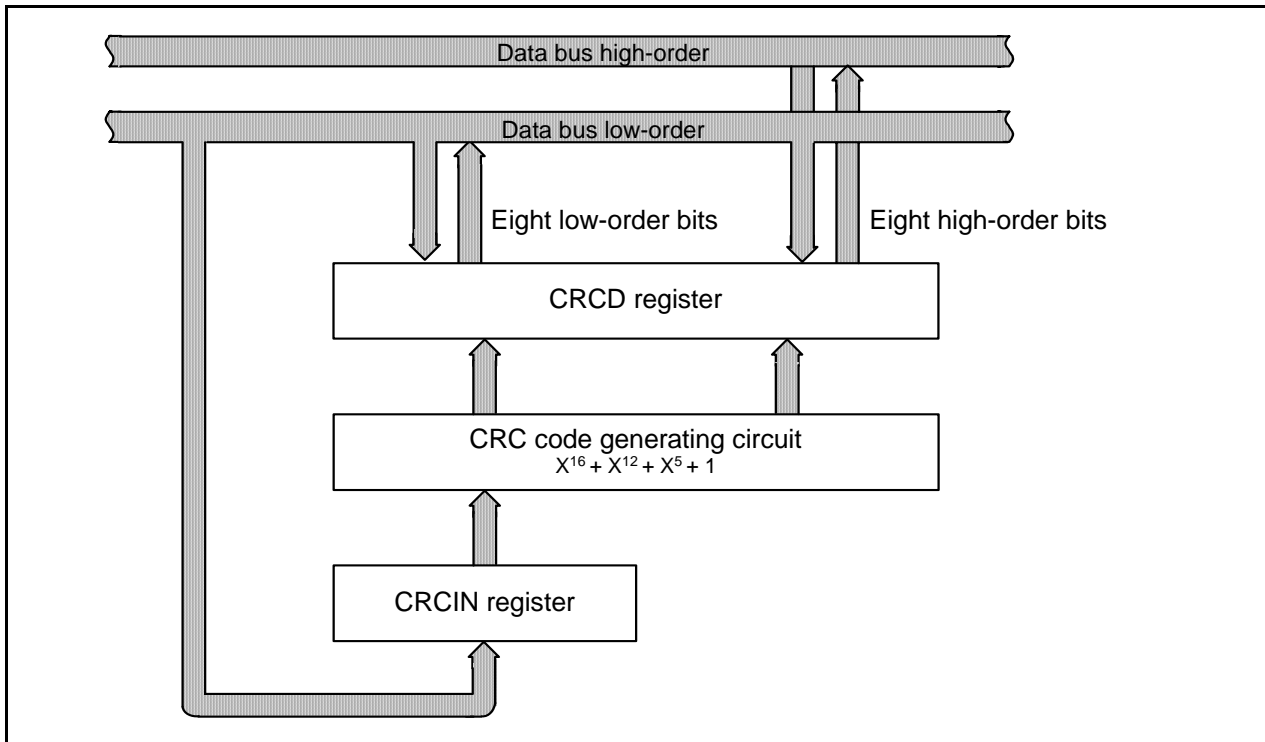 Data bus high-order
Data bus low-order
Eight low-order bits
Eight high-order bits
CRCD register
CRC code generating circuit
X¹⁶ + X¹² + X⁵ + 1
CRCIN register